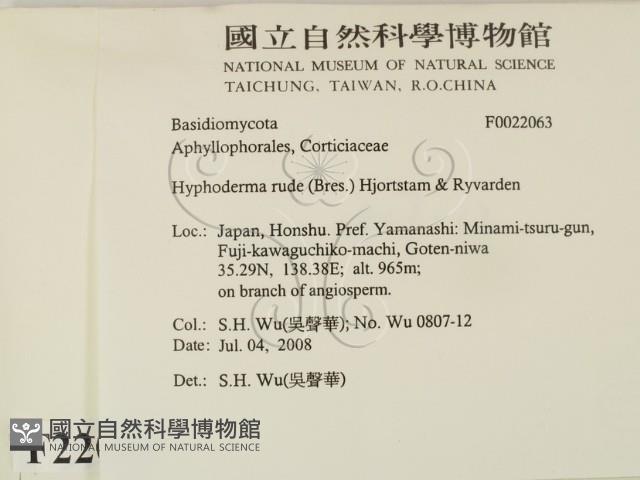 國立自然科學博物館
NATIONAL MUSEUM OF NATURAL SCIENCE
TAICHUNG, TAIWAN, R.O.CHINA
Basidiomycota F0022063
Aphyllophorales, Corticiaceae
Hyphoderma rude (Bres.) Hjortstam & Ryvarden
Loc.: Japan, Honshu. Pref. Yamanashi: Minami-tsuru-gun,
Fuji-kawaguchiko-machi, Goten-niwa
35.29N, 138.38E; alt. 965m;
on branch of angiosperm.
Col.: S.H. Wu(吳聲華); No. Wu 0807-12
Date: Jul. 04, 2008
Det.: S.H. Wu(吳聲華)
國立自然科學博物館
NATIONAL MUSEUM OF NATURAL SCIENCE